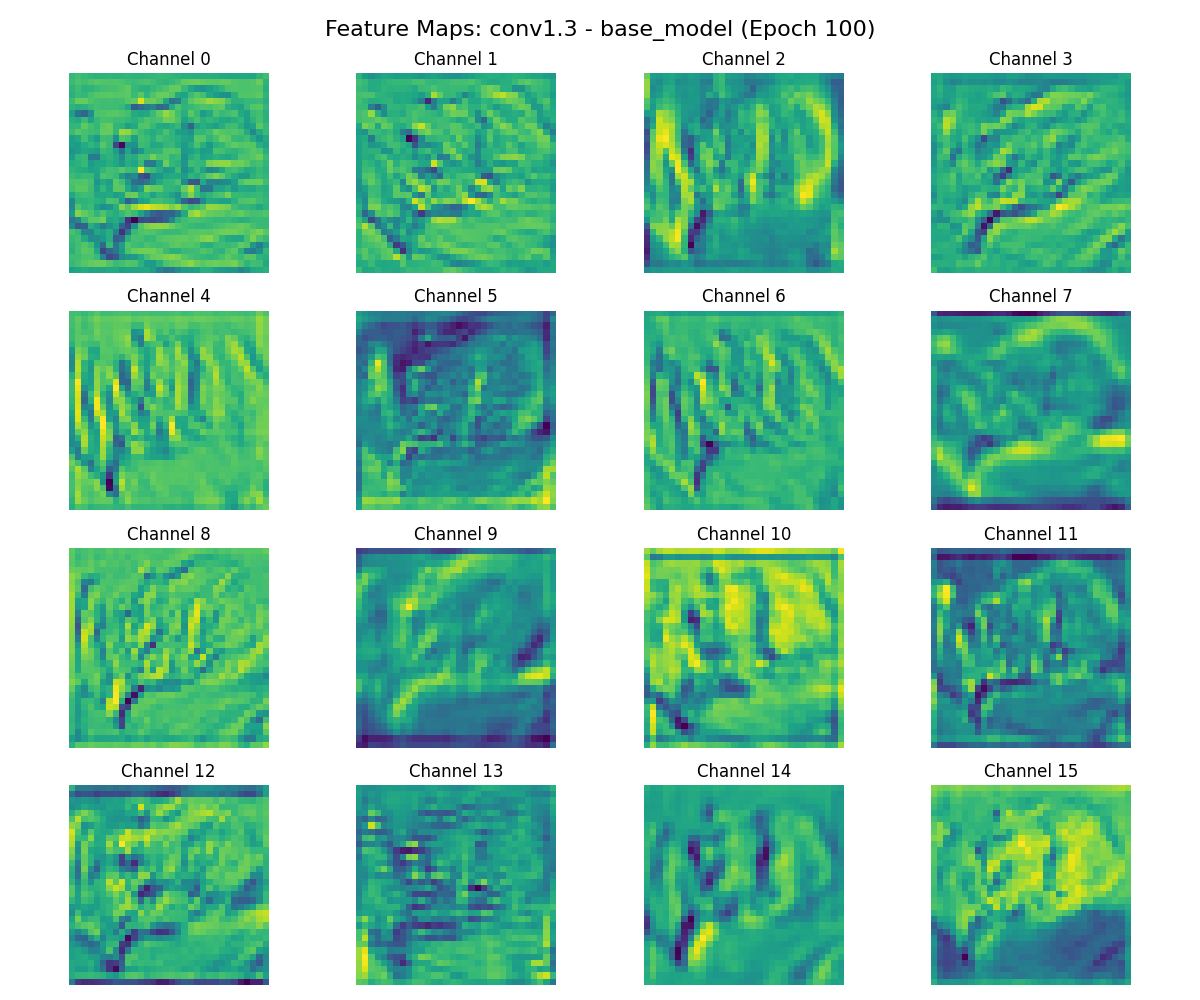 Feature Maps: conv1.3 - base_model (Epoch 100)
Channel 0
Channel 1
Channel 2
Channel 3
Channel 4
Channel 5
Channel 6
Channel 7
Channel 8
Channel 9
Channel 10
Channel 11
Channel 12
Channel 13
Channel 14
Channel 15